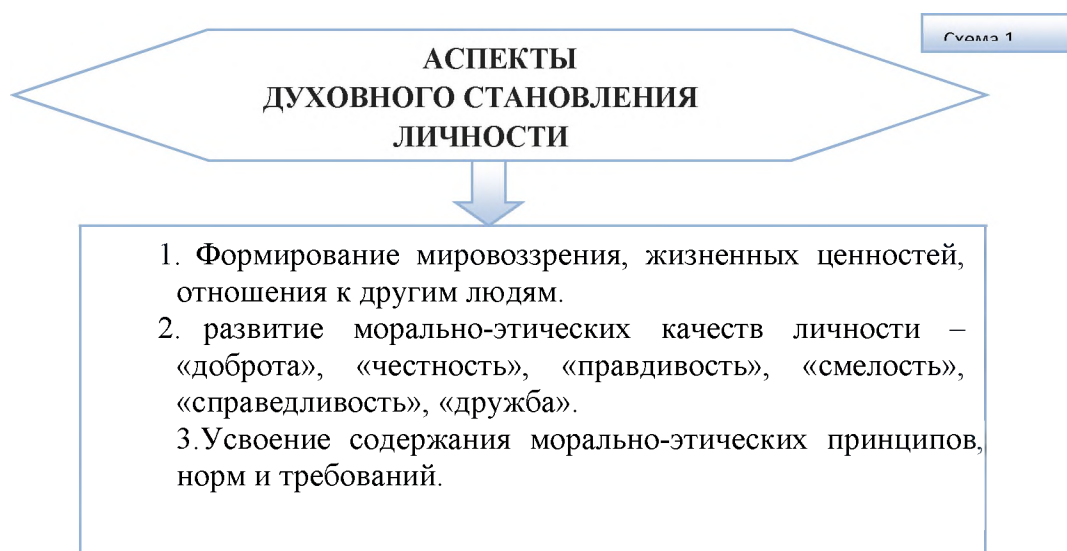 Схема 1
АСПЕКТЫ
ДУХОВНОГО СТАНОВЛЕНИЯ
ЛИЧНОСТИ
1. Формирование мировоззрения, жизненных ценностей,
отношения к другим людям.
2. развитие морально-этических качеств личности –
«доброта», «честность», «правдивость», «смелость»,
«справедливость», «дружба».
3.Усвоение содержания морально-этических принципов,
норм и требований.